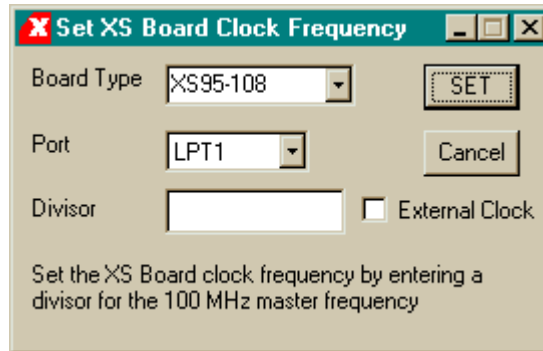 X Set XS Board Clock Frequency
Board Type XS95-108 SET
Port LPT1 Cancel
Divisor External Clock
Set the XS Board clock frequency by entering a
divisor for the 100 MHz master frequency